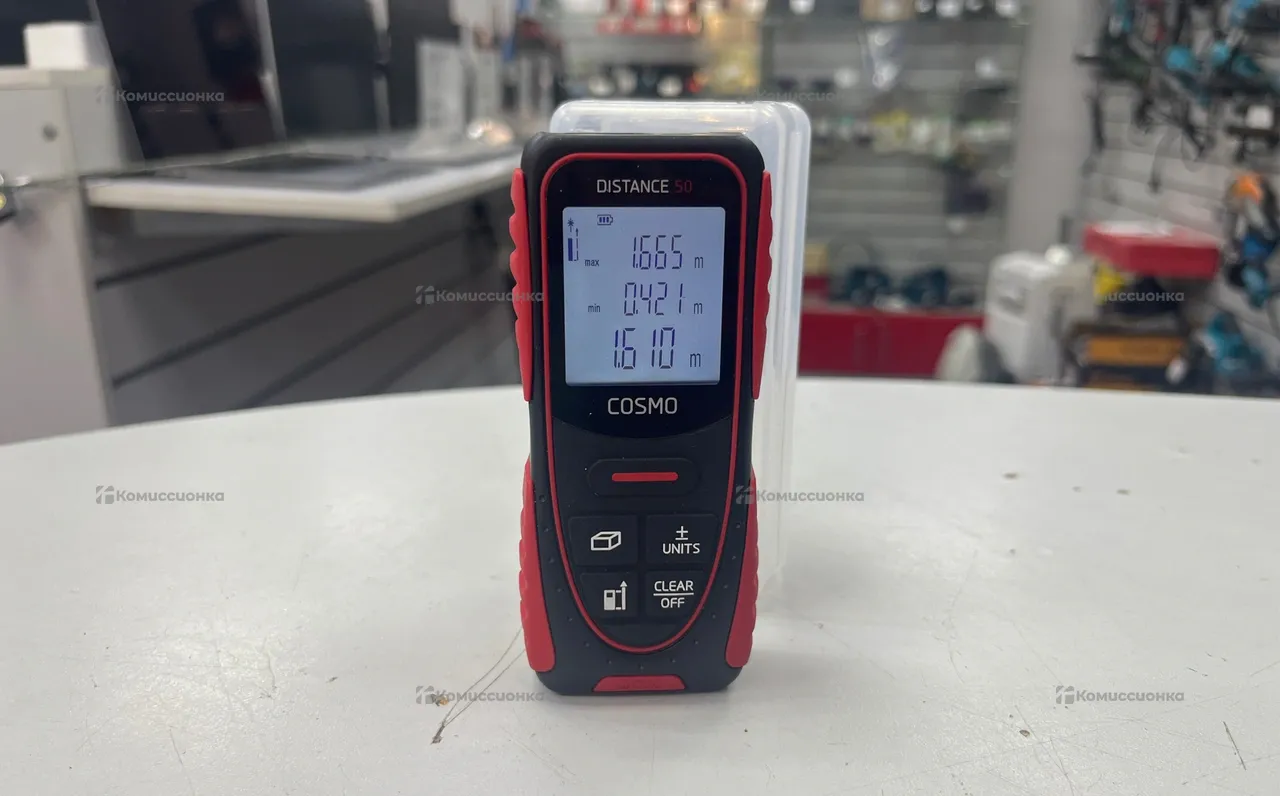 Комиссионка
Комиссионка
DISTANCE 50
max 1.665 m
min 0.421 m
1.610 m
Комиссионка
Комиссионка
COSMO
Комиссионка
Комиссионка
±
UNITS
CLEAR
OFF
Комиссионка
Комиссионка